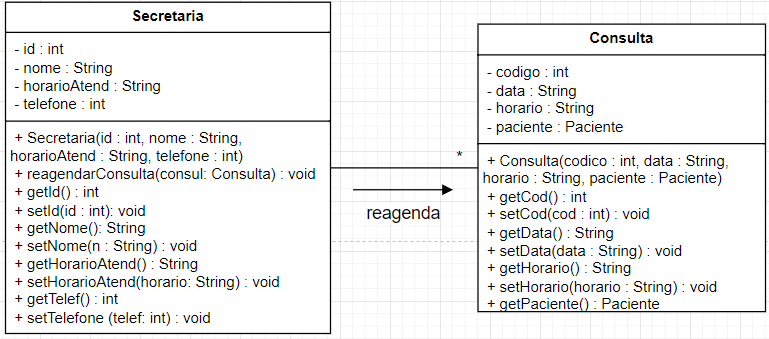 Secretaria
- id : int
- nome : String
- horarioAtend : String
- telefone : int
+ Secretaria(id : int, nome : String,
horarioAtend : String, telefone : int)
+ reagendarConsulta(consul: Consulta) : void
+ getId() : int
+ setId(id : int): void
+ getNome(): String
+ setNome(n : String) : void
+ getHorarioAtend() : String
+ setHorarioAtend(horario: String) : void
+ getTelef() : int
+ setTelefone (telef: int) : void
*
reagenda
Consulta
- codigo : int
- data : String
- horario : String
- paciente : Paciente
+ Consulta(codico : int, data : String,
horario : String, paciente : Paciente)
+ getCod() : int
+ setCod(cod : int) : void
+ getData() : String
+ setData(data : String) : void
+ getHorario() : String
+ setHorario(horario : String) : void
+ getPaciente() : Paciente